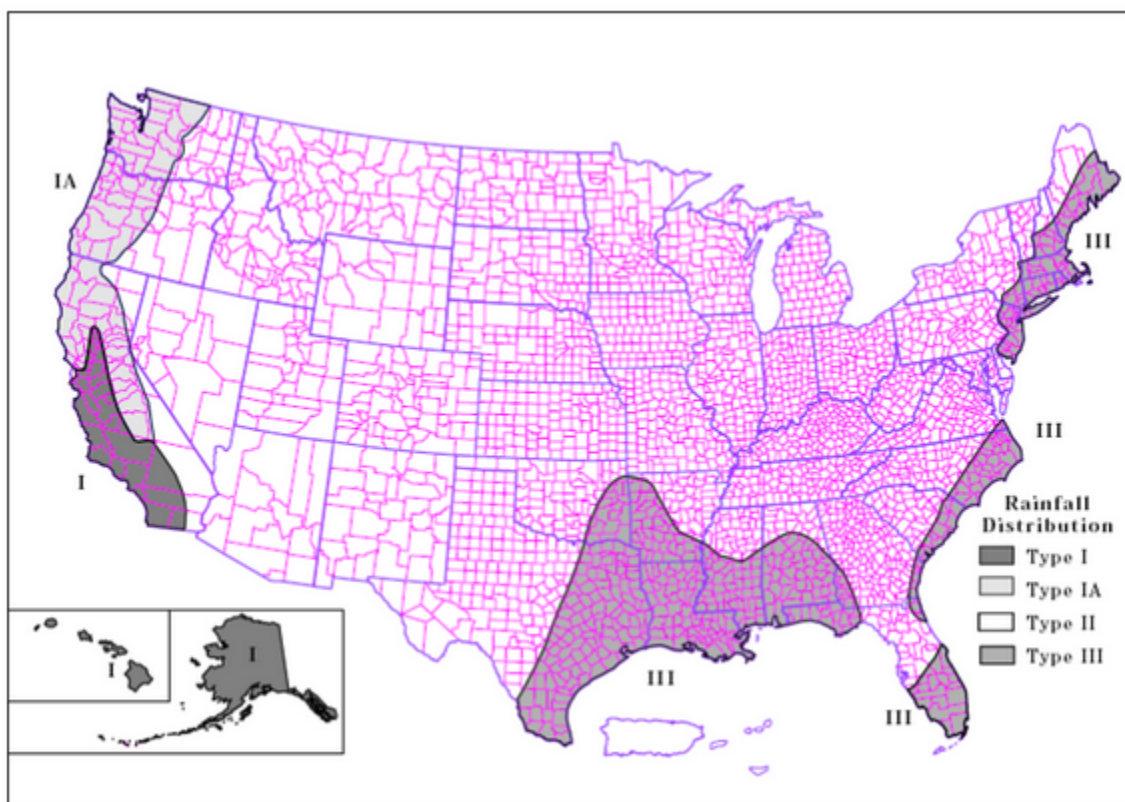 IA
III
III
I
Rainfall
Distribution
Type I
Type IA
Type II
Type III
I
I
III
III